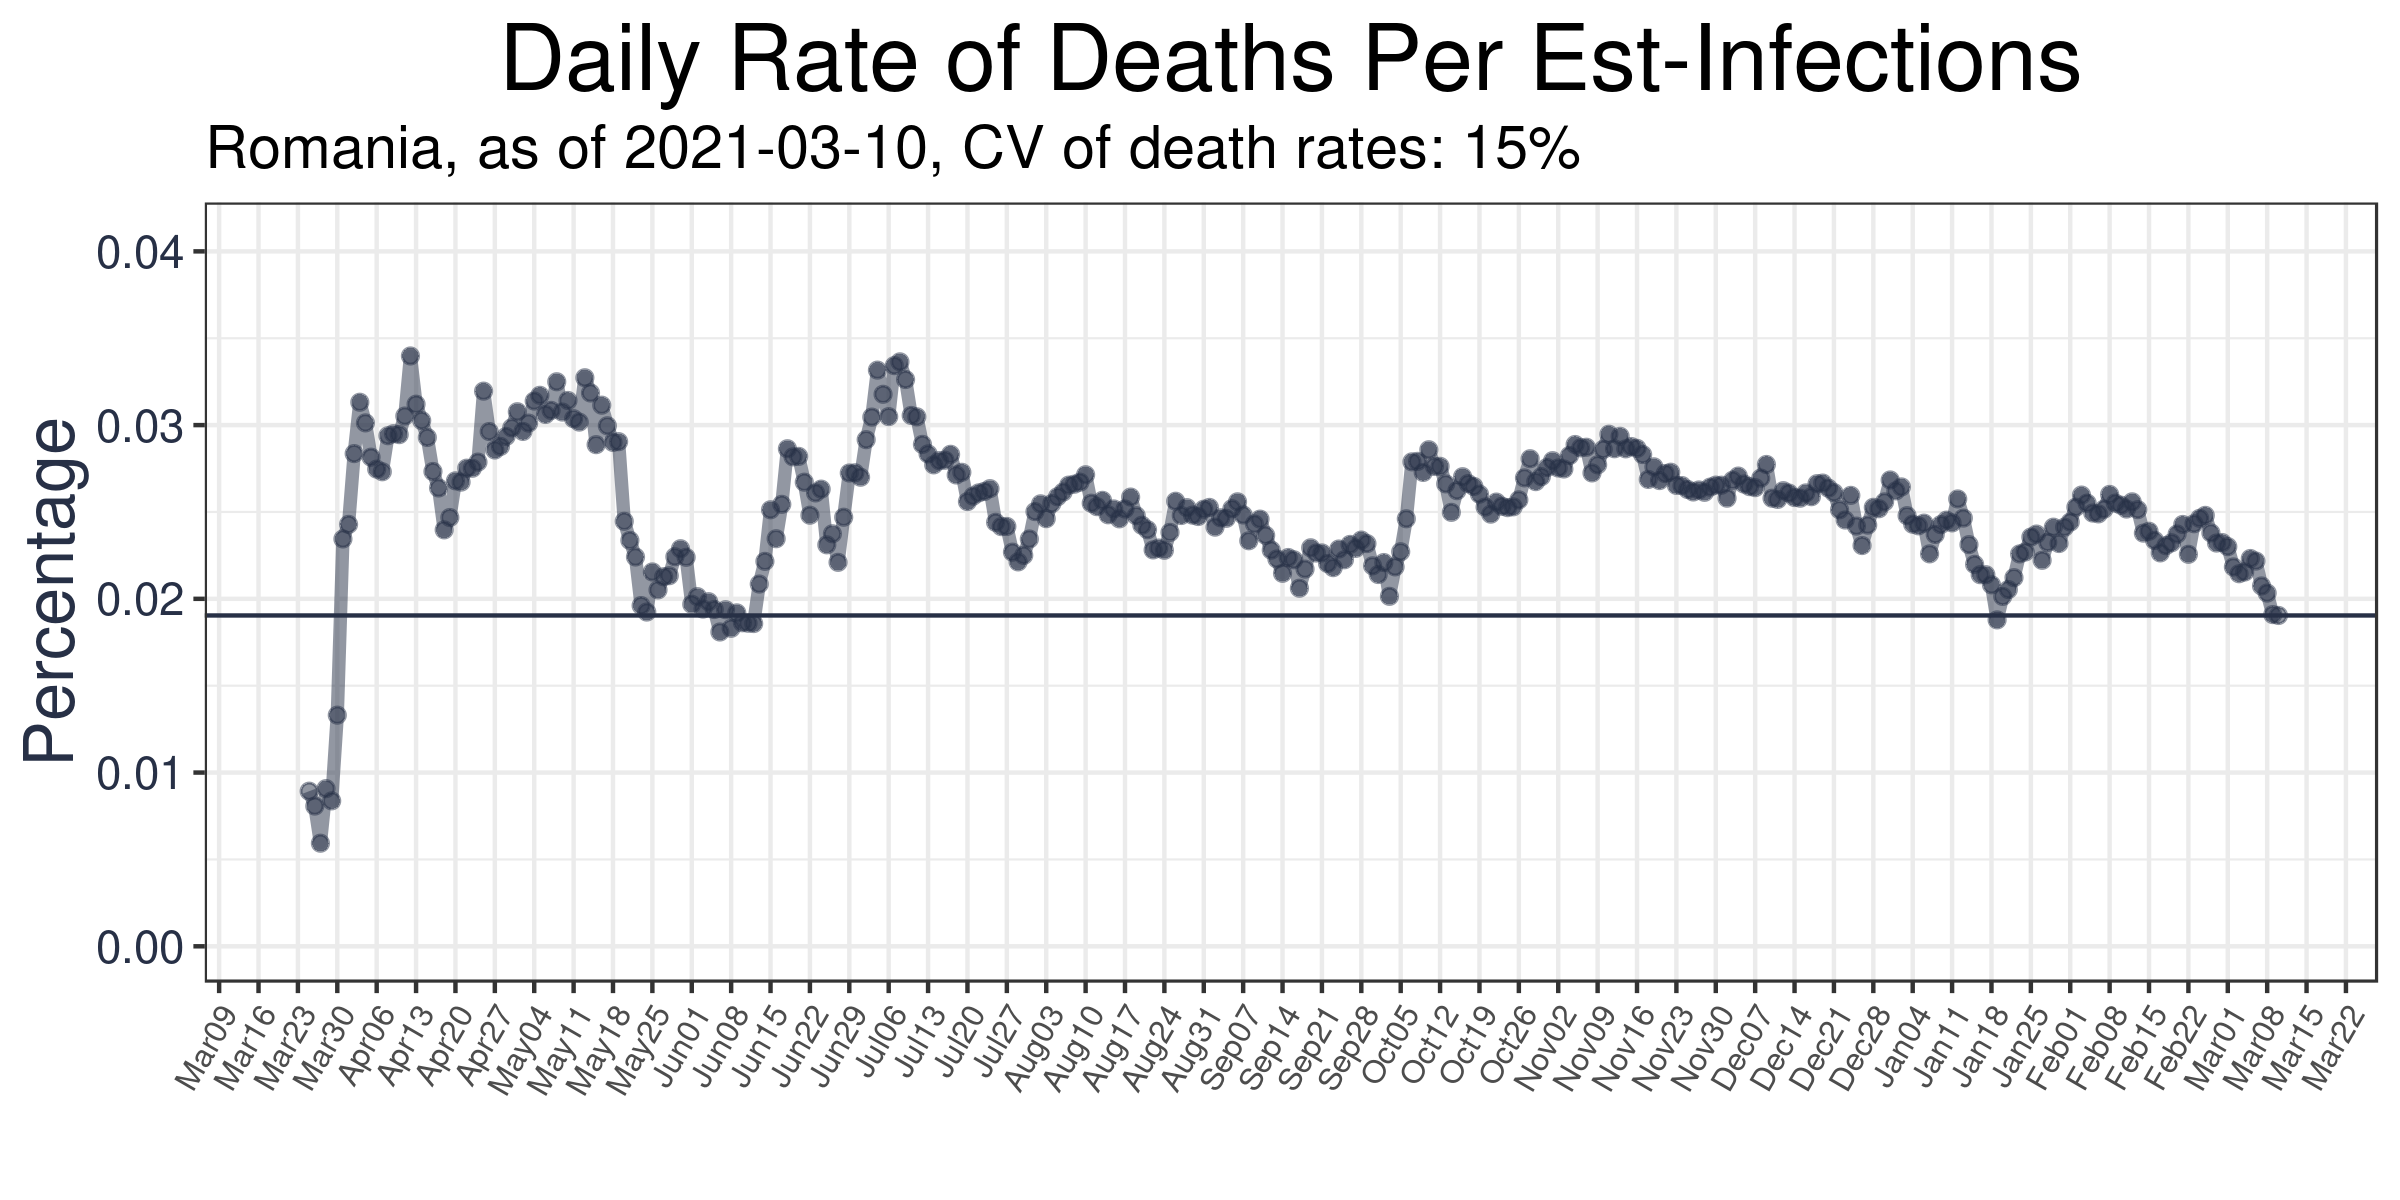 Daily Rate of Deaths Per Est-Infections
Romania, as of 2021-03-10, CV of death rates: 15%
Percentage
0.04
0.03
0.02
0.01
0.00
Mar09 Mar16 Mar23 Mar30 Apr06 Apr13 Apr20 Apr27 May04 May11 May18 May25 Jun01 Jun08 Jun15 Jun22 Jun29 Jul06 Jul13 Jul20 Jul27 Aug03 Aug10 Aug17 Aug24 Aug31 Sep07 Sep14 Sep21 Sep28 Oct05 Oct12 Oct19 Oct26 Nov02 Nov09 Nov16 Nov23 Nov30 Dec07 Dec14 Dec21 Dec28 Jan04 Jan11 Jan18 Jan25 Feb01 Feb08 Feb15 Feb22 Mar01 Mar08 Mar15 Mar22